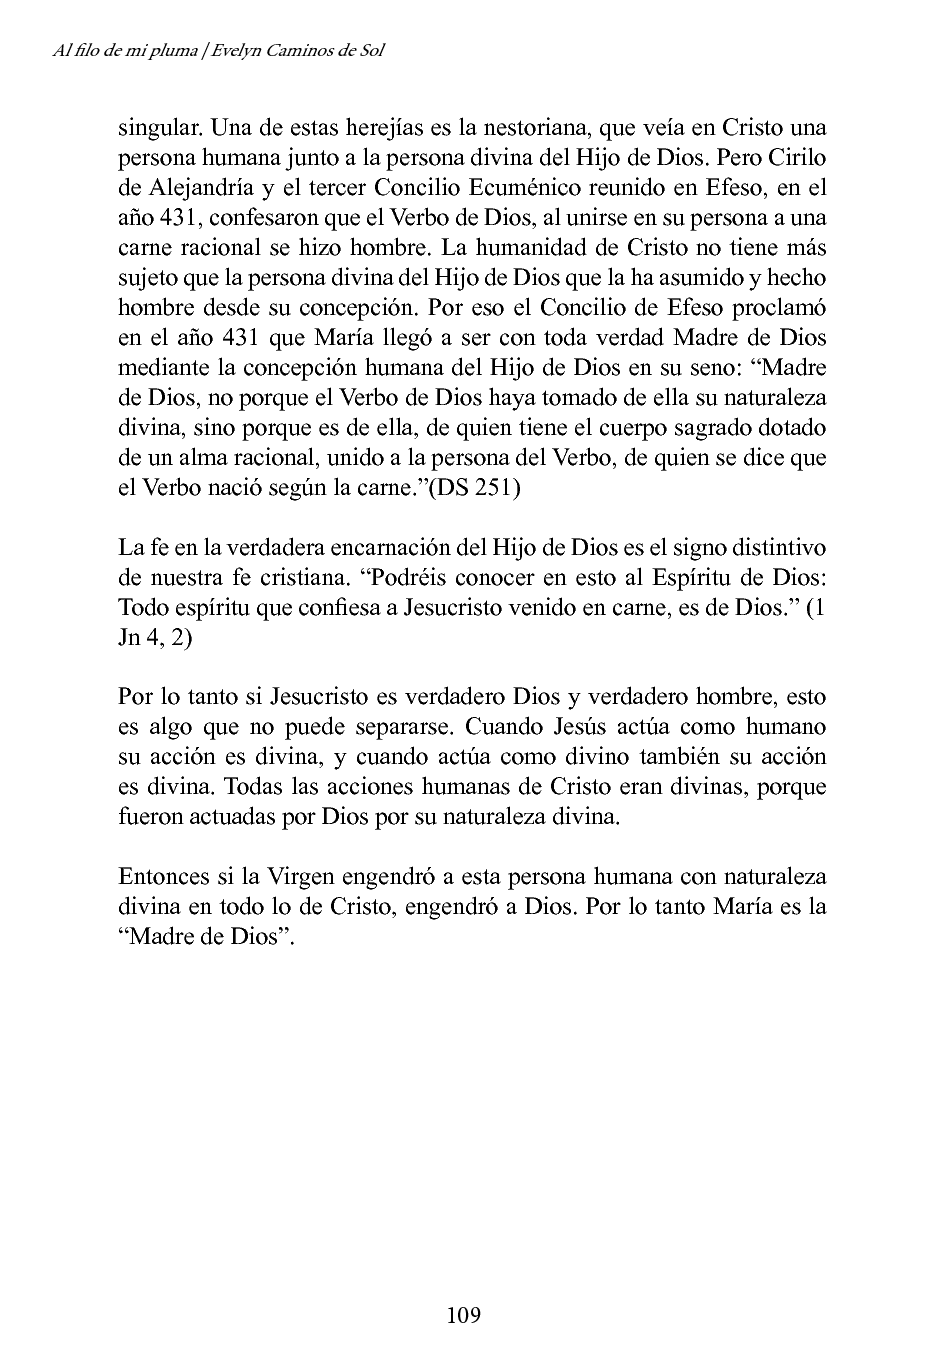 Al filo de mi pluma | Evelyn Caminos de Sol
singular. Una de estas herejías es la nestoriana, que veía en Cristo una
persona humana junto a la persona divina del Hijo de Dios. Pero Cirilo
de Alejandría y el tercer Concilio Ecuménico reunido en Efeso, en el
año 431, confesaron que el Verbo de Dios, al unirse en su persona a una
carne racional se hizo hombre. La humanidad de Cristo no tiene más
sujeto que la persona divina del Hijo de Dios que la ha asumido y hecho
hombre desde su concepción. Por eso el Concilio de Efeso proclamó
en el año 431 que María llegó a ser con toda verdad Madre de Dios
mediante la concepción humana del Hijo de Dios en su seno: “Madre
de Dios, no porque el Verbo de Dios haya tomado de ella su naturaleza
divina, sino porque es de ella, de quien tiene el cuerpo sagrado dotado
de un alma racional, unido a la persona del Verbo, de quien se dice que
el Verbo nació según la carne.”(DS 251)
La fe en la verdadera encarnación del Hijo de Dios es el signo distintivo
de nuestra fe cristiana. “Podréis conocer en esto al Espíritu de Dios:
Todo espíritu que confiesa a Jesucristo venido en carne, es de Dios.” (1
Jn 4, 2)
Por lo tanto si Jesucristo es verdadero Dios y verdadero hombre, esto
es algo que no puede separarse. Cuando Jesús actúa como humano
su acción es divina, y cuando actúa como divino también su acción
es divina. Todas las acciones humanas de Cristo eran divinas, porque
fueron actuadas por Dios por su naturaleza divina.
Entonces si la Virgen engendró a esta persona humana con naturaleza
divina en todo lo de Cristo, engendró a Dios. Por lo tanto María es la
“Madre de Dios”.
109